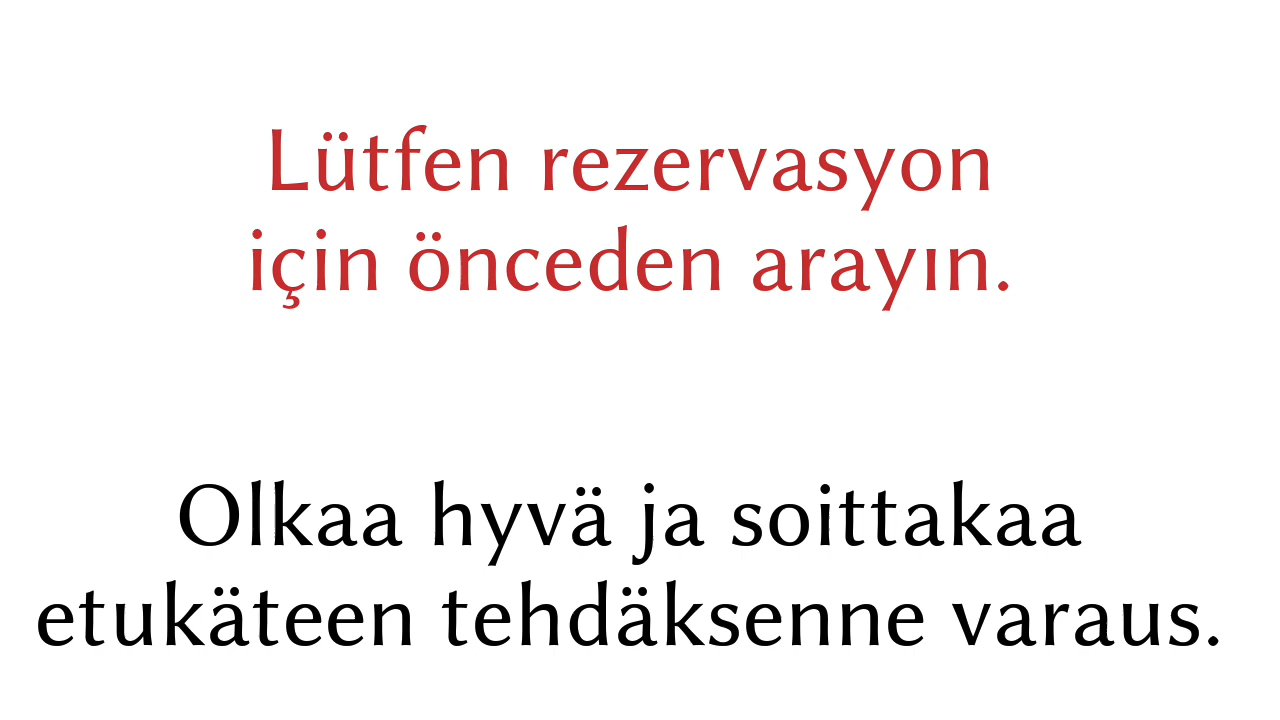 Lütfen rezervasyon
için önceden arayın.
Olkaa hyvä ja soittakaa
etukäteen tehdäksenne varaus.